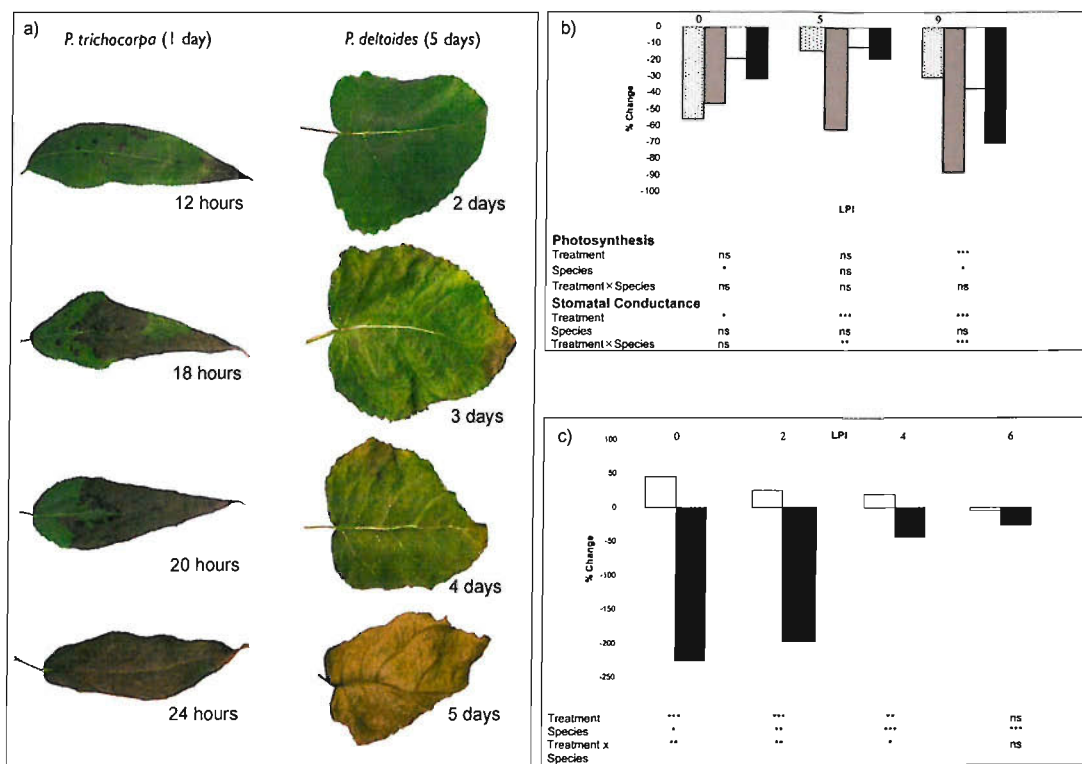 a)
P. trichocorpa (1 day)
P. deltoides (5 days)
12 hours
2 days
18 hours
3 days
20 hours
4 days
24 hours
5 days
b)
0 5 9
0
-10
-20
-30
-40
-50
-60
-70
-80
-90
-100
% Change
LPI
Photosynthesis
Treatment ns ns ***
Species * ns *
Treatment × Species ns ns ns
Stomatal Conductance
Treatment * *** ***
Species ns ns ns
Treatment × Species ns ** ***
c)
0 2 LPI 4 6
100
50
0
-50
-100
-150
-200
-250
% Change
Treatment *** *** ** ns
Species * ** *** ***
Treatment x ** ** * ns
Species